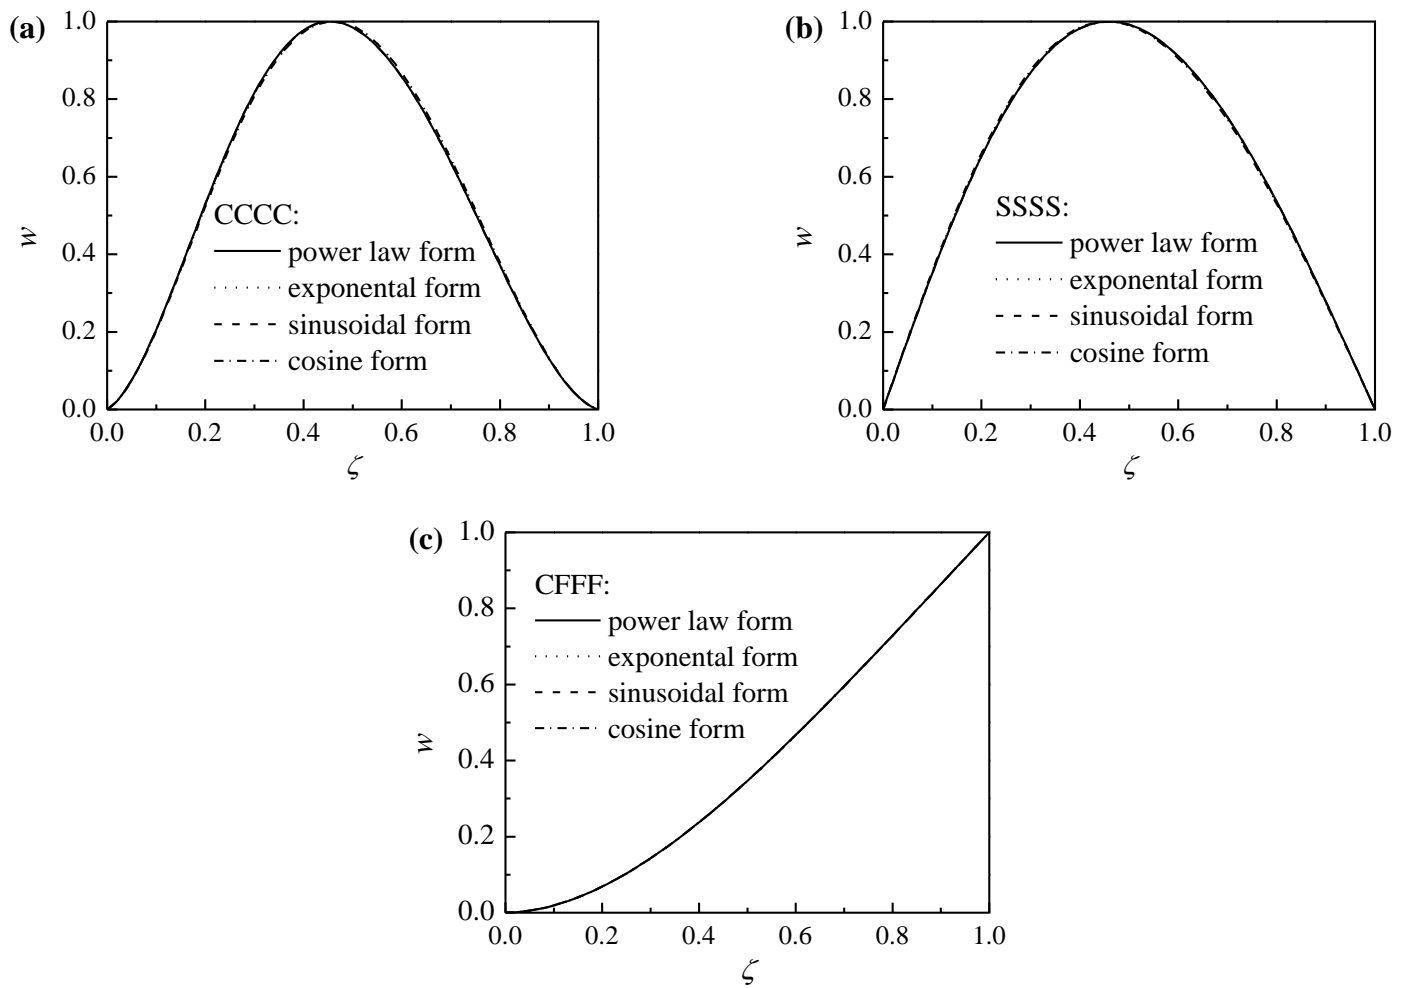 (a)
1.0
0.8
0.6
0.4
0.2
0.0
w
CCCC:
power law form
exponental form
sinusoidal form
cosine form
0.0 0.2 0.4 0.6 0.8 1.0
ζ
(b)
1.0
0.8
0.6
0.4
0.2
0.0
w
SSSS:
power law form
exponental form
sinusoidal form
cosine form
0.0 0.2 0.4 0.6 0.8 1.0
ζ
(c)
1.0
0.8
0.6
0.4
0.2
0.0
w
CFFF:
power law form
exponental form
sinusoidal form
cosine form
0.0 0.2 0.4 0.6 0.8 1.0
ζ